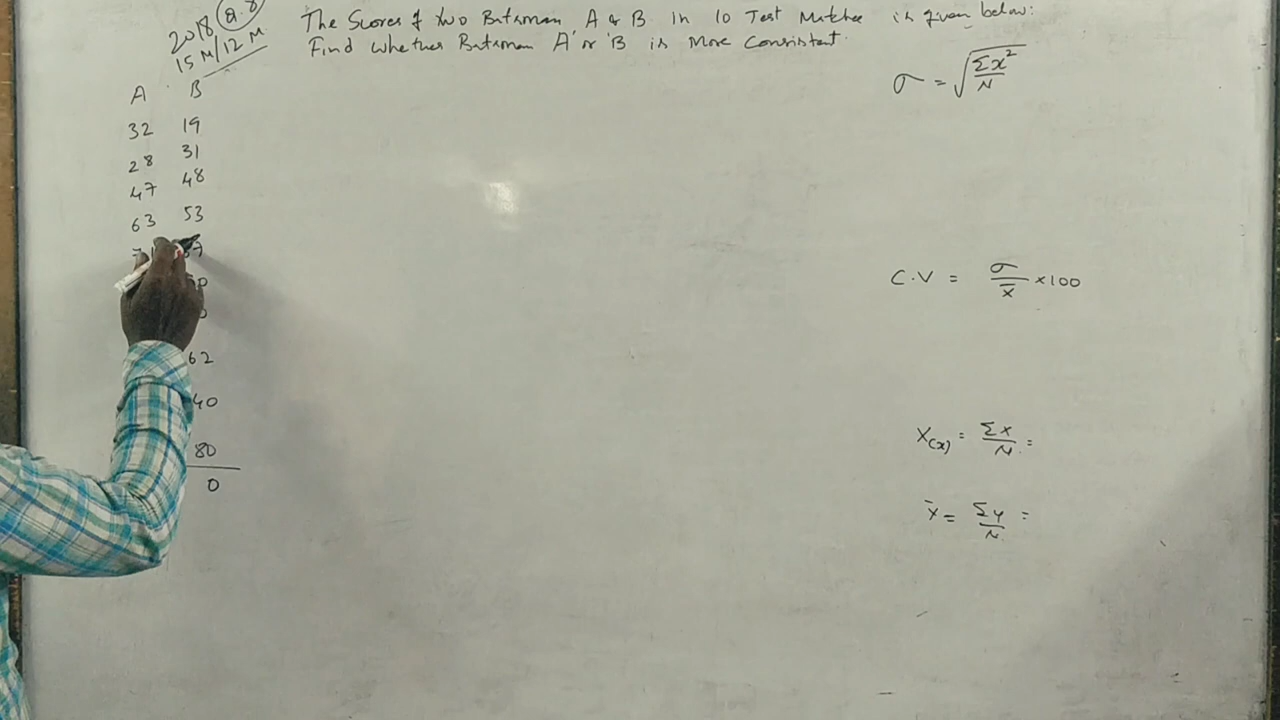 2018 Q.8
15 M/12 M
The Scores of two Batsman A & B in 10 Test Matches is given below:
Find whether Batsman 'A' or 'B' is More Consistent.
σ = √Σx²/N
A B
32 19
28 31
47 48
63 53
C.V = σ/x̄ × 100
62
40
80
0
X(x) = ΣX/N =
Ȳ = ΣY/N =